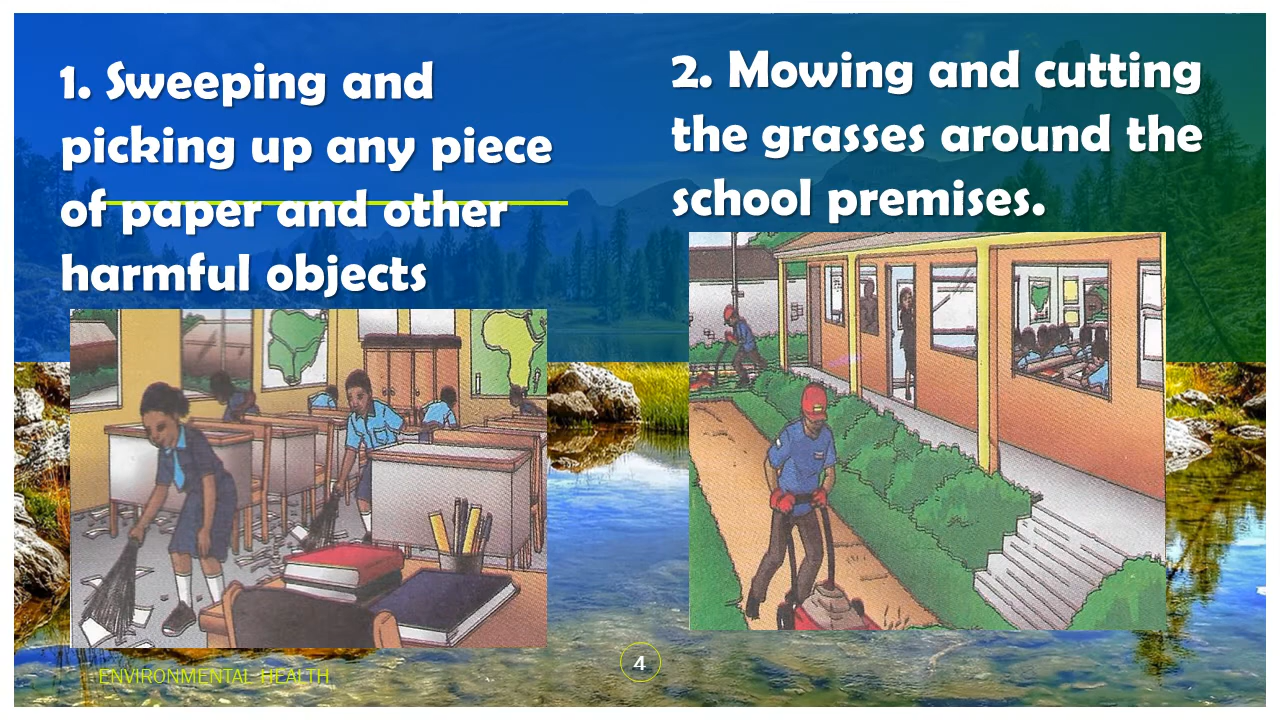 1. Sweeping and
picking up any piece
of paper and other
harmful objects
2. Mowing and cutting
the grasses around the
school premises.
ENVIRONMENTAL HEALTH
4